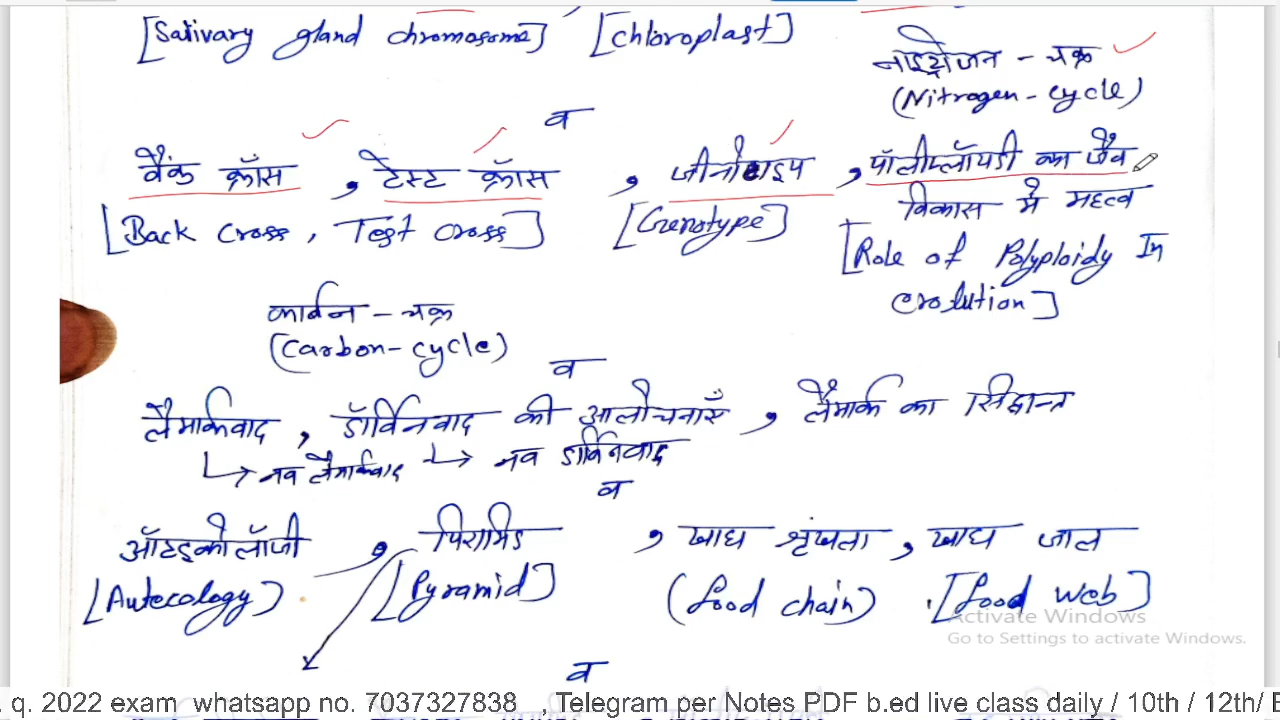 [Salivary gland chromosome] [chloroplast]
नाइट्रोजन - चक्र
(Nitrogen - cycle)
व
बैक क्रॉस , टेस्ट क्रॉस , जीनोटाइप , पॉलीप्लॉयडी का जैव
विकास मे महत्व
[Back cross, Test cross] [Genotype] [Role of Polyploidy In
evolution]
कार्बन - चक्र
(Carbon - cycle)
व
लैमार्कवाद , डॉर्विनवाद की आलोचनाएँ , लैमार्क का सिद्धान्त
नव लैमार्कवाद नव डार्विनवाद
व
ऑटइकोलॉजी , पिरामिड , खाद्य श्रृंखला , खाद्य जाल
[Autecology) [Pyramid] (food chain) [food web]
Activate Windows
Go to Settings to activate Windows.
व
. q. 2022 exam whatsapp no. 7037327838 , Telegram per Notes PDF b.ed live class daily / 10th / 12th/